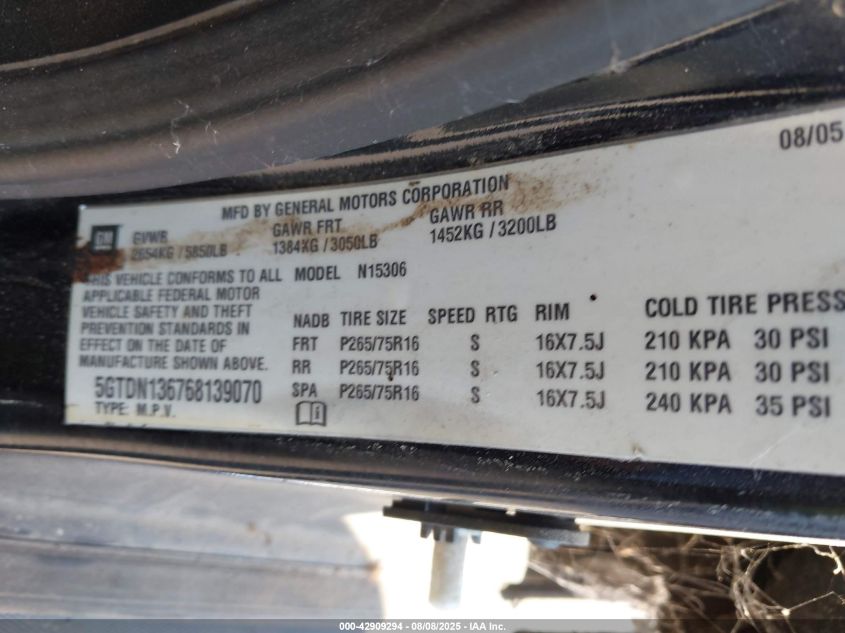 08/05
MFD BY GENERAL MOTORS CORPORATION
GM GVWR GAWR FRT GAWR RR
2654KG / 5850LB 1384KG / 3050LB 1452KG / 3200LB
THIS VEHICLE CONFORMS TO ALL
APPLICABLE FEDERAL MOTOR
VEHICLE SAFETY AND THEFT
PREVENTION STANDARDS IN
EFFECT ON THE DATE OF
MANUFACTURE SHOWN ABOVE.
5GTDN136768139070
TYPE: M.P.V.
MODEL N15306
NADB TIRE SIZE SPEED RTG RIM COLD TIRE PRESS
FRT P265/75R16 S 16X7.5J 210 KPA 30 PSI
RR P265/75R16 S 16X7.5J 210 KPA 30 PSI
SPA P265/75R16 S 16X7.5J 240 KPA 35 PSI
000-42909294 - 08/08/2025 - IAA Inc.